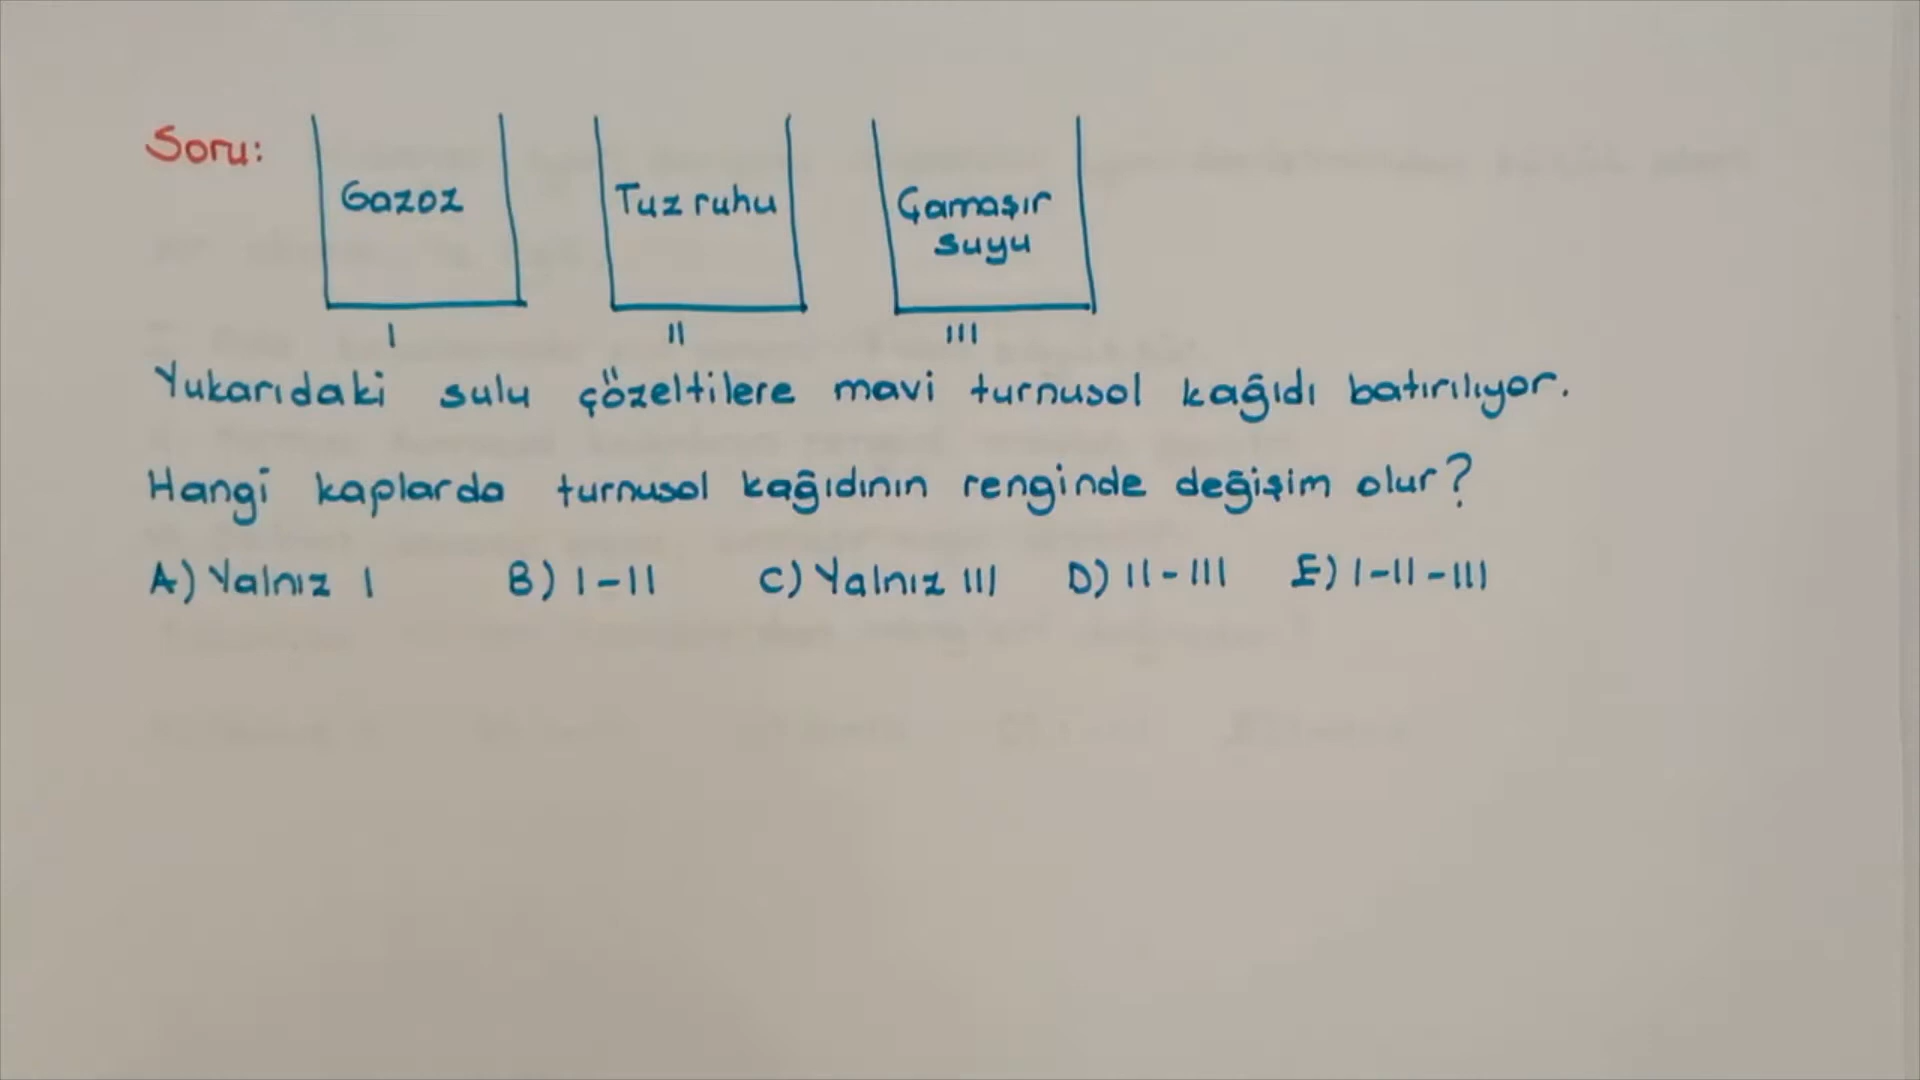 Soru:
Gazoz
Tuz ruhu
Çamaşır
suyu
I
II
III
Yukarıdaki sulu çözeltilere mavi turnusol kağıdı batırılıyor.
Hangi kaplarda turnusol kağıdının renginde değişim olur?
A) Yalnız I B) I-II C) Yalnız III D) II-III E) I-II-III